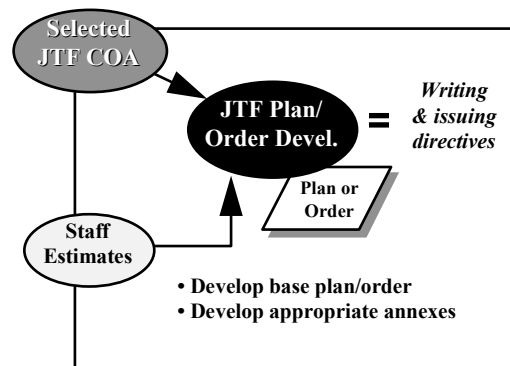 Selected
JTF COA
JTF Plan/
Order Devel.
=
Writing
& issuing
directives
Plan or
Order
Staff
Estimates
• Develop base plan/order
• Develop appropriate annexes